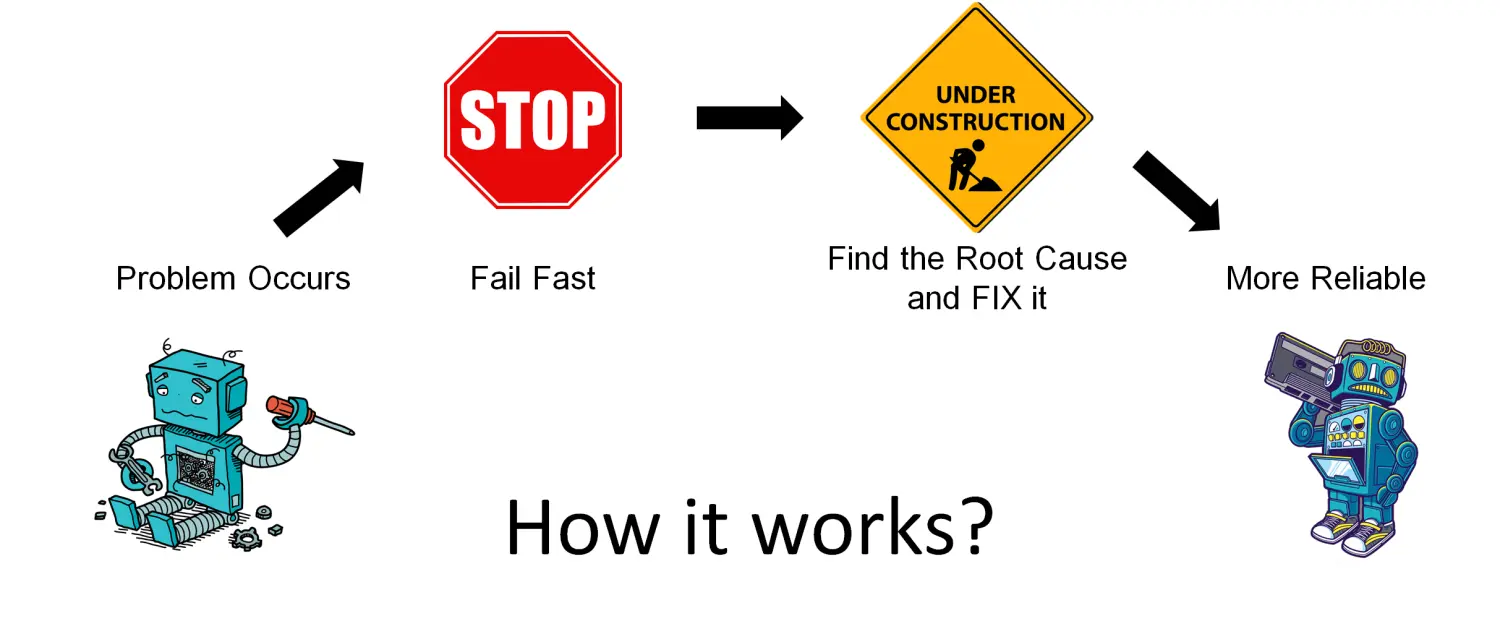 STOP
UNDER
CONSTRUCTION
Problem Occurs
Fail Fast
Find the Root Cause
and FIX it
More Reliable
How it works?